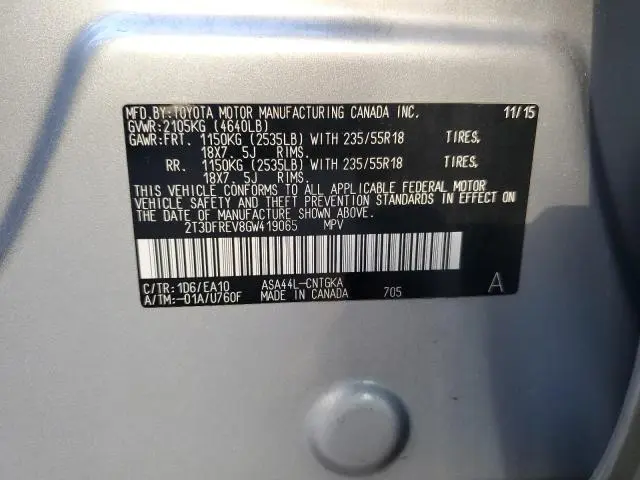 MFD.BY:TOYOTA MOTOR MANUFACTURING CANADA INC. 11/15
GVWR:2105KG (4640LB)
GAWR:FRT. 1150KG (2535LB) WITH 235/55R18 TIRES,
18X7. 5J RIMS.
RR. 1150KG (2535LB) WITH 235/55R18 TIRES,
18X7. 5J RIMS.
THIS VEHICLE CONFORMS TO ALL APPLICABLE FEDERAL MOTOR
VEHICLE SAFETY AND THEFT PREVENTION STANDARDS IN EFFECT ON
THE DATE OF MANUFACTURE SHOWN ABOVE.
2T3DFREV8GW419065 MPV
C/TR: 1D6/EA10 ASA44L-CNTGKA
A/TM:-01A/U760F MADE IN CANADA 705 A